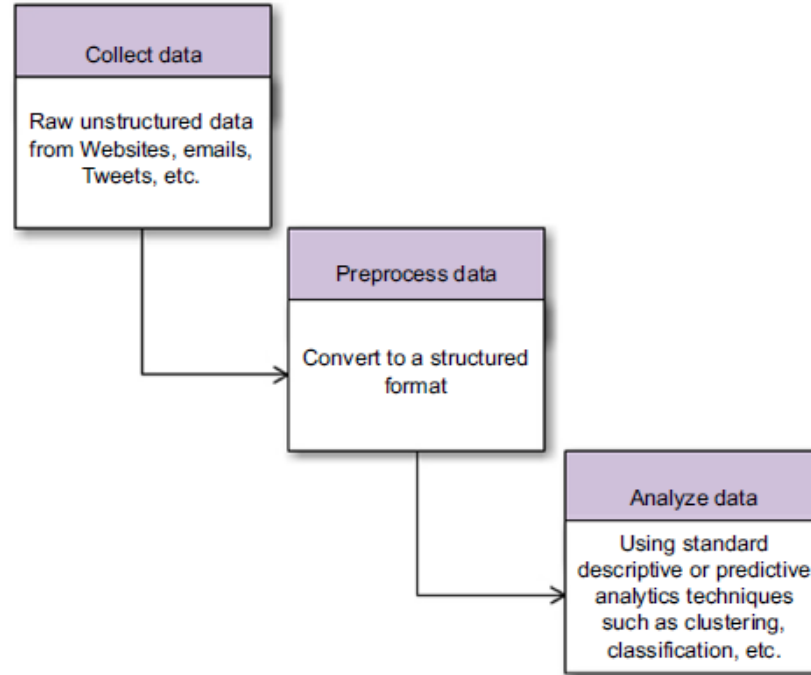 Collect data
Raw unstructured data
from Websites, emails,
Tweets, etc.
Preprocess data
Convert to a structured
format
Analyze data
Using standard
descriptive or predictive
analytics techniques
such as clustering,
classification, etc.